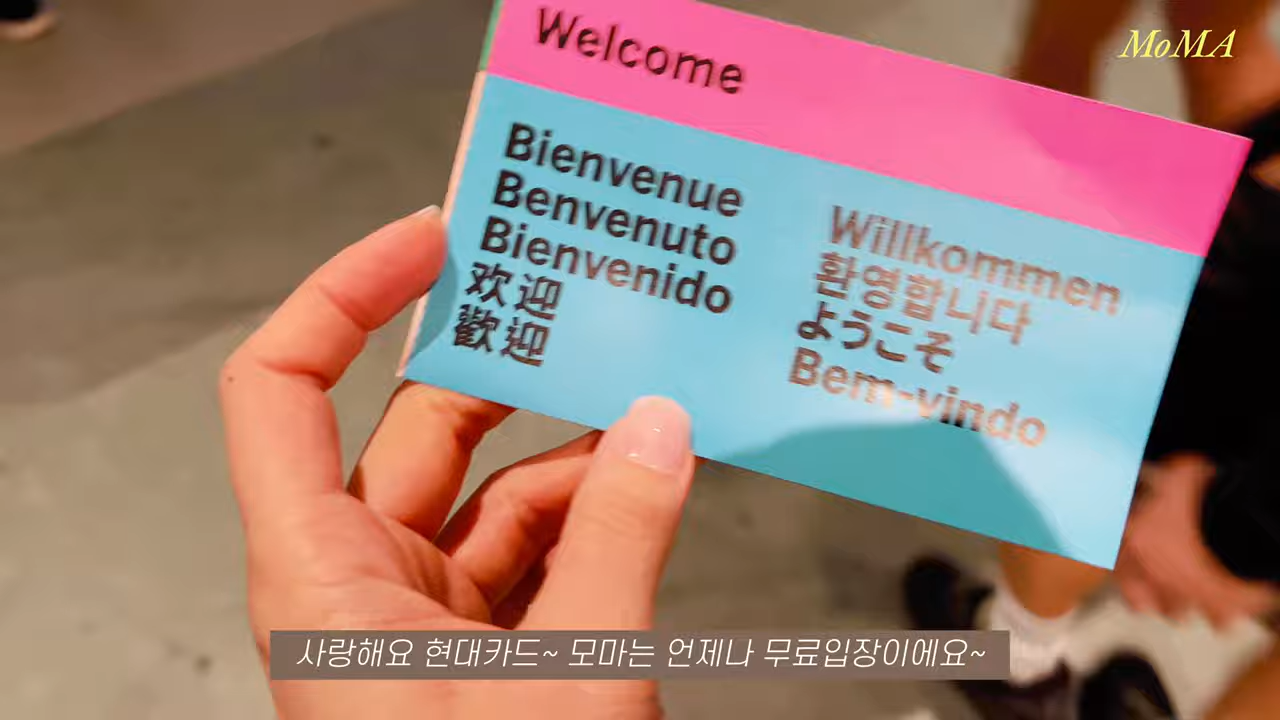 MoMA
Welcome
Bienvenue
Benvenuto
Bienvenido
欢迎
歡迎
Willkommen
환영합니다
ようこそ
Bem-vindo
사랑해요 현대카드~ 모마는 언제나 무료입장이에요~